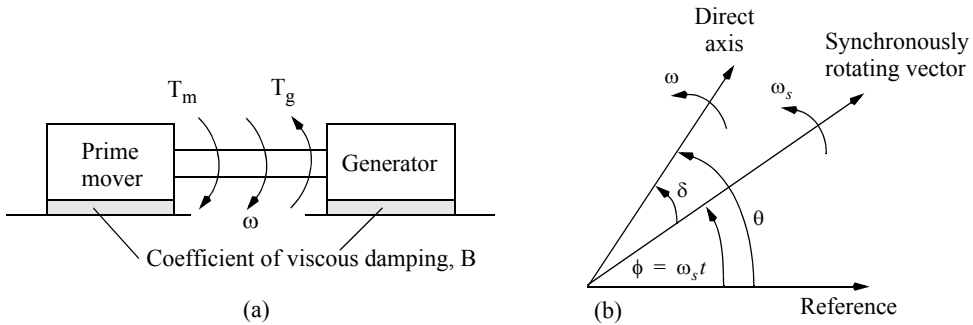 T_m
T_g
Prime
mover
Generator
ω
Coefficient of viscous damping, B
(a)
Direct
axis
Synchronously
rotating vector
ω
ω_s
δ
θ
ϕ = ω_s t
Reference
(b)